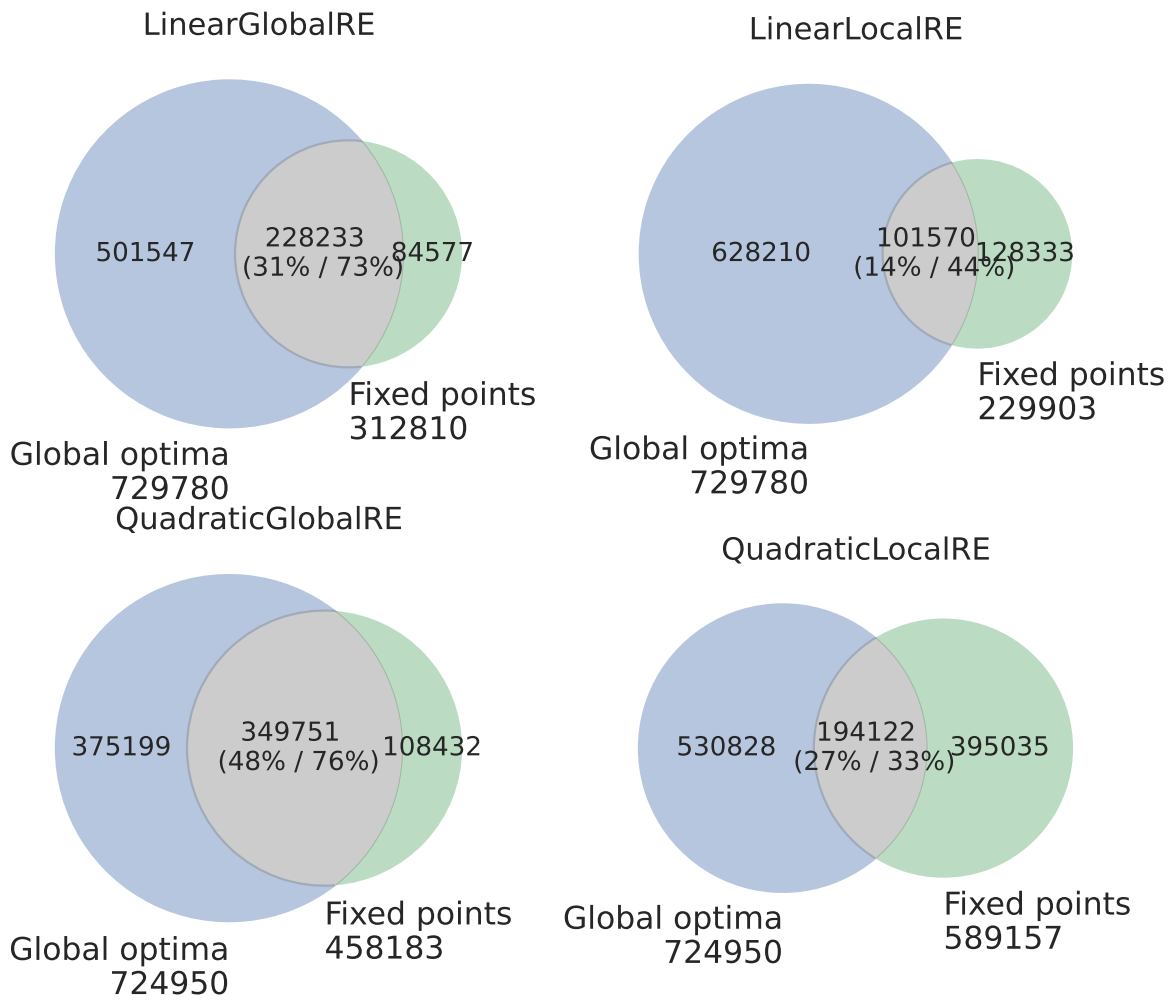 LinearGlobalRE
501547
228233
(31% / 73%)
84577
Fixed points
312810
Global optima
729780
LinearLocalRE
628210
101570
(14% / 44%)
128333
Fixed points
229903
Global optima
729780
QuadraticGlobalRE
375199
349751
(48% / 76%)
108432
Fixed points
458183
Global optima
724950
QuadraticLocalRE
530828
194122
(27% / 33%)
395035
Fixed points
589157
Global optima
724950